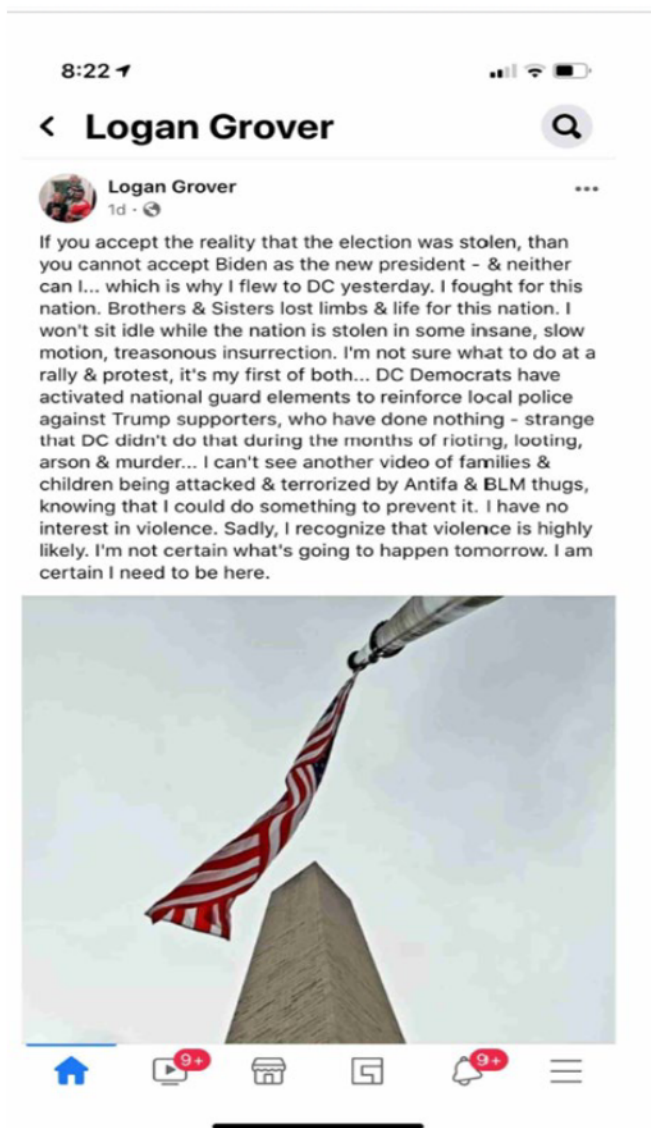 8:22
Logan Grover
Logan Grover
1d ·
If you accept the reality that the election was stolen, than
you cannot accept Biden as the new president - & neither
can I... which is why I flew to DC yesterday. I fought for this
nation. Brothers & Sisters lost limbs & life for this nation. I
won't sit idle while the nation is stolen in some insane, slow
motion, treasonous insurrection. I'm not sure what to do at a
rally & protest, it's my first of both... DC Democrats have
activated national guard elements to reinforce local police
against Trump supporters, who have done nothing - strange
that DC didn't do that during the months of rioting, looting,
arson & murder... I can't see another video of families &
children being attacked & terrorized by Antifa & BLM thugs,
knowing that I could do something to prevent it. I have no
interest in violence. Sadly, I recognize that violence is highly
likely. I'm not certain what's going to happen tomorrow. I am
certain I need to be here.
9+ 9+